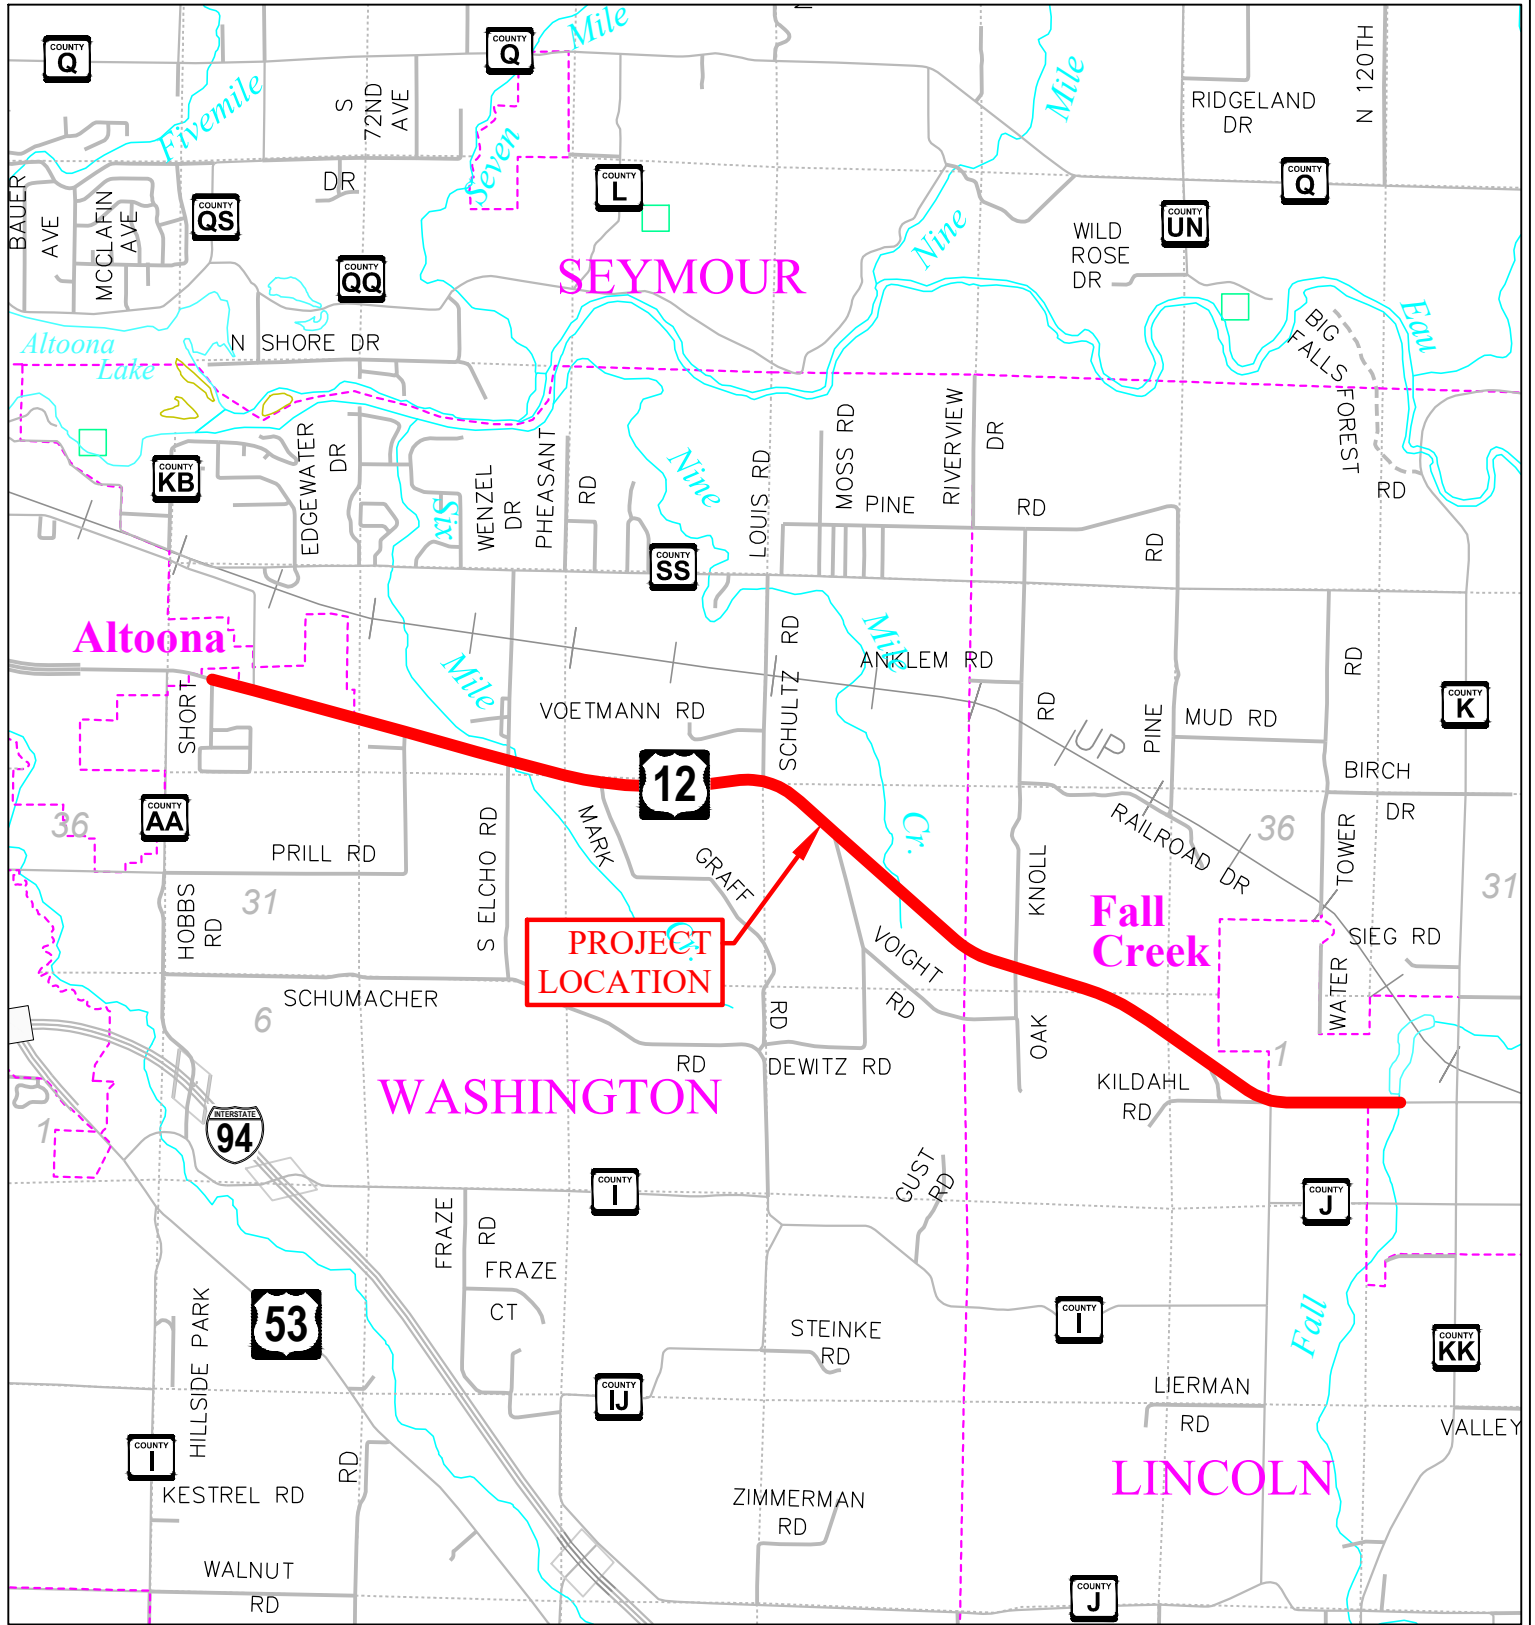 COUNTY
Q
COUNTY
Q
Mile
Mile
N 120TH
RIDGELAND
DR
S
72ND
AVE
Fivemile
Seven
DR
COUNTY
L
COUNTY
Q
BAUER
AVE
MCCLAFIN
AVE
COUNTY
QS
COUNTY
UN
WILD
ROSE
DR
Nine
COUNTY
QQ
SEYMOUR
Altoona
Lake
N SHORE DR
BIG
FALLS
FOREST
RD
Eau
COUNTY
KB
EDGEWATER
DR
Six
WENZEL
DR
PHEASANT
RD
Nine
LOUIS RD
MOSS RD
RIVERVIEW
DR
PINE
RD
RD
COUNTY
SS
Altoona
Mile
Mile
SCHULTZ
RD
ANKLEM RD
RD
RD
SHORT
VOETMANN RD
UP
PINE
MUD RD
COUNTY
K
12
BIRCH
DR
COUNTY
AA
36
PRILL RD
MARK
GRAFF
RD
Cr.
RAILROAD DR
36
TOWER
31
31
HOBBS
RD
S ELCHO RD
KNOLL
Fall
Creek
PROJECT
LOCATION
Cr.
VOIGHT
RD
SIEG RD
WATER
SCHUMACHER
RD
6
DEWITZ RD
OAK
1
WASHINGTON
KILDAHL
RD
1
INTERSTATE
94
GUST
RD
COUNTY
I
COUNTY
J
FRAZE
RD
FRAZE
CT
53
HILLSIDE PARK
RD
STEINKE
RD
COUNTY
I
Fall
COUNTY
KK
COUNTY
IJ
LIERMAN
RD
VALLEY
COUNTY
I
KESTREL RD
LINCOLN
ZIMMERMAN
RD
WALNUT
RD
COUNTY
J